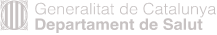 Generalitat de Catalunya
Departament de Salut